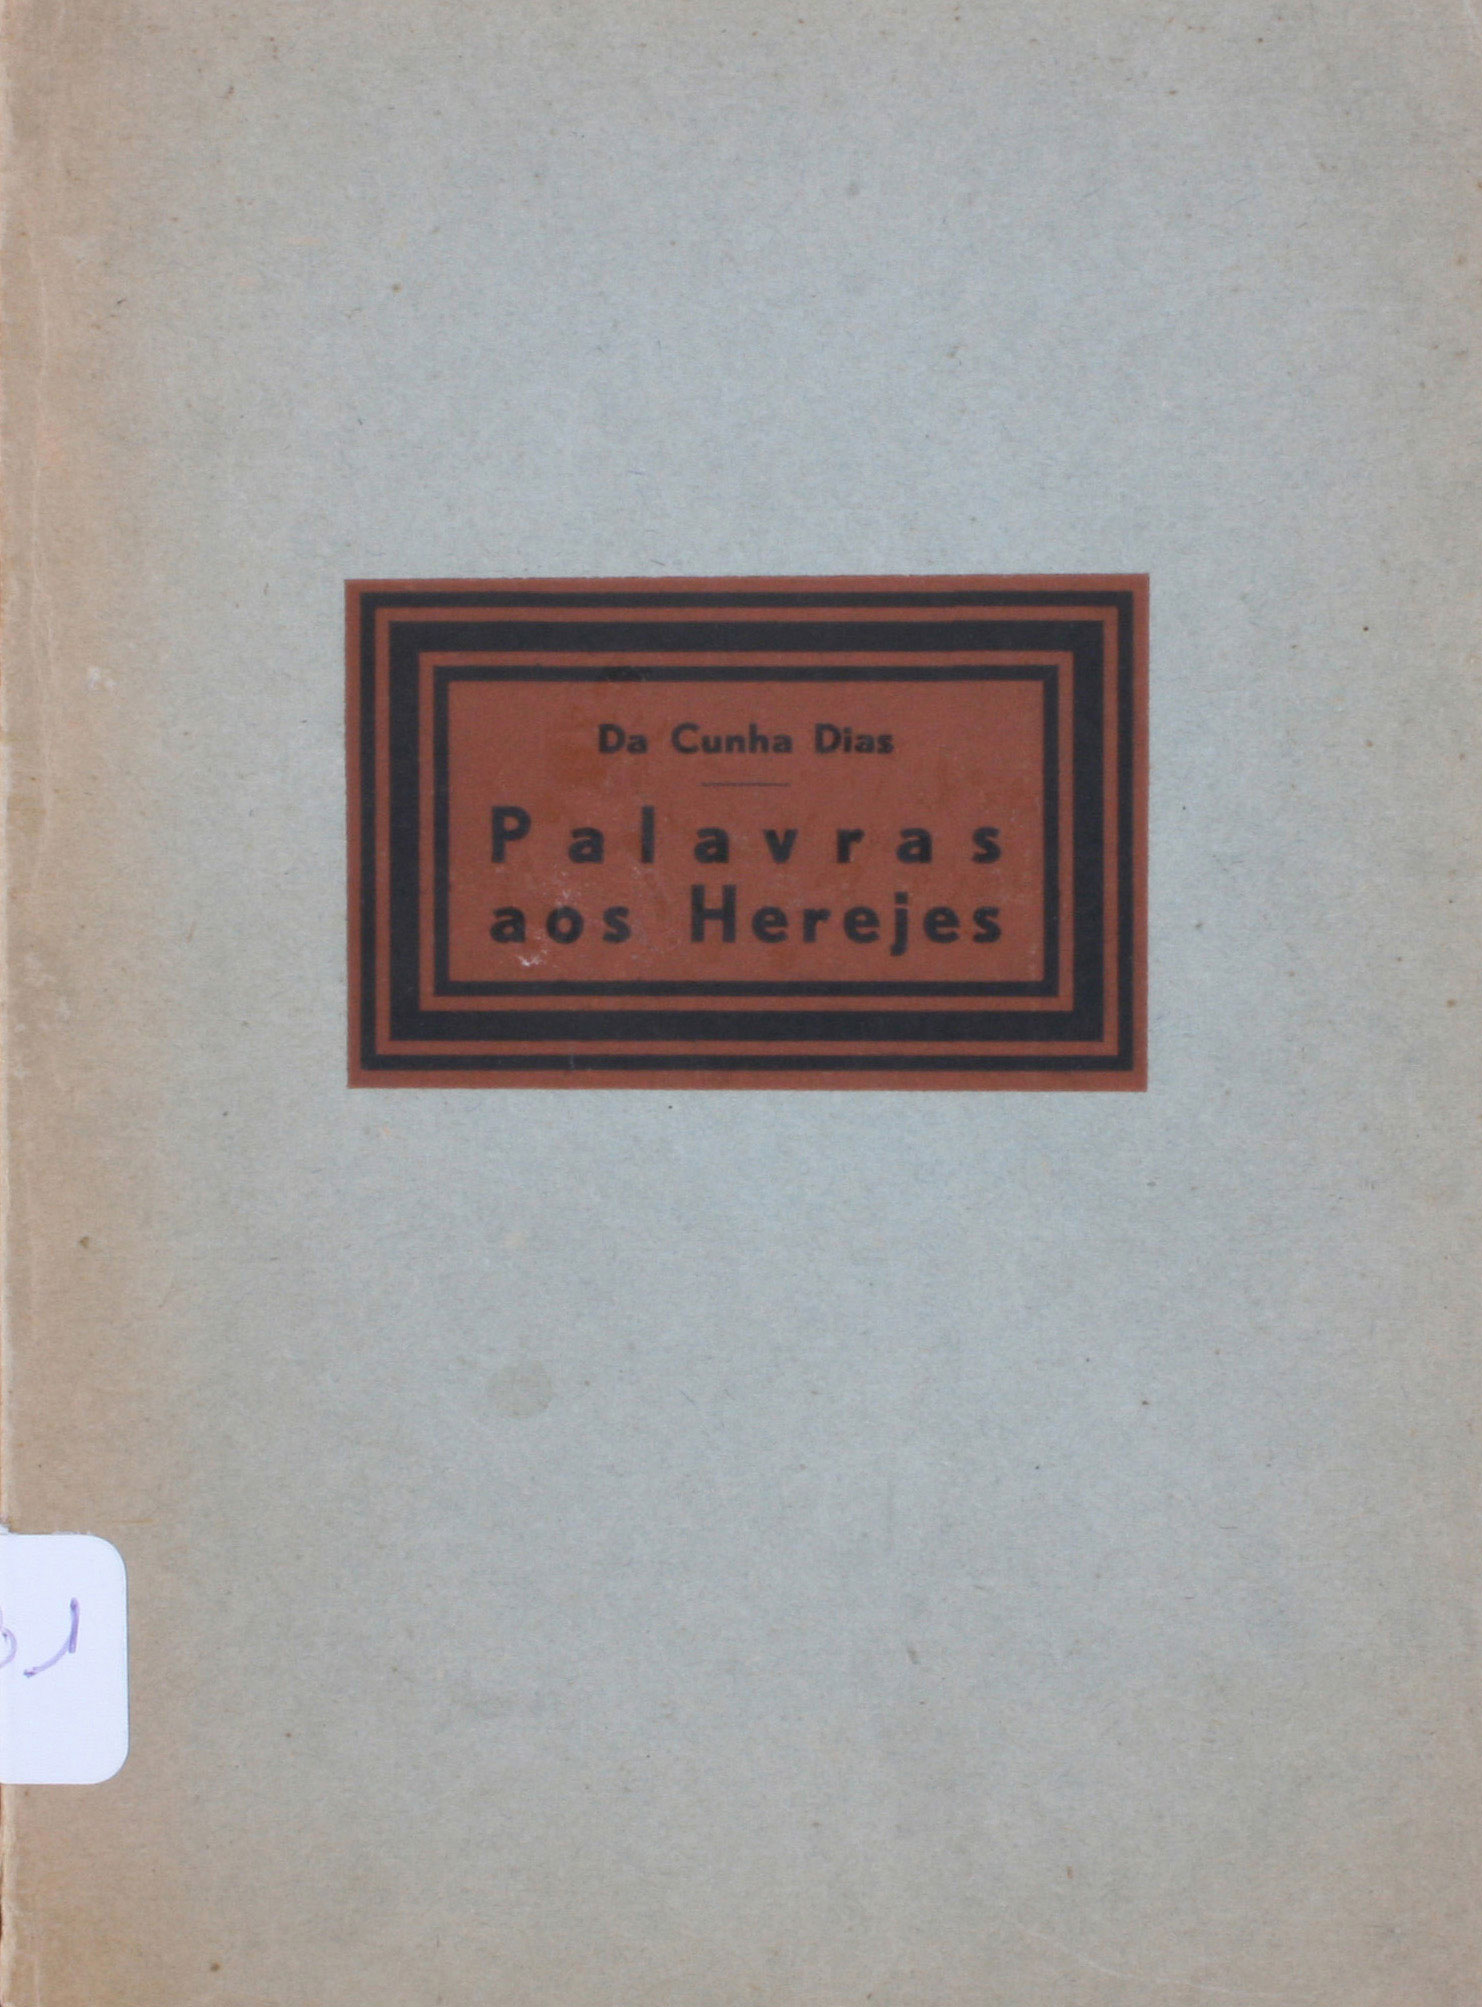 Da Cunha Dias
Palavras
aos Herejes